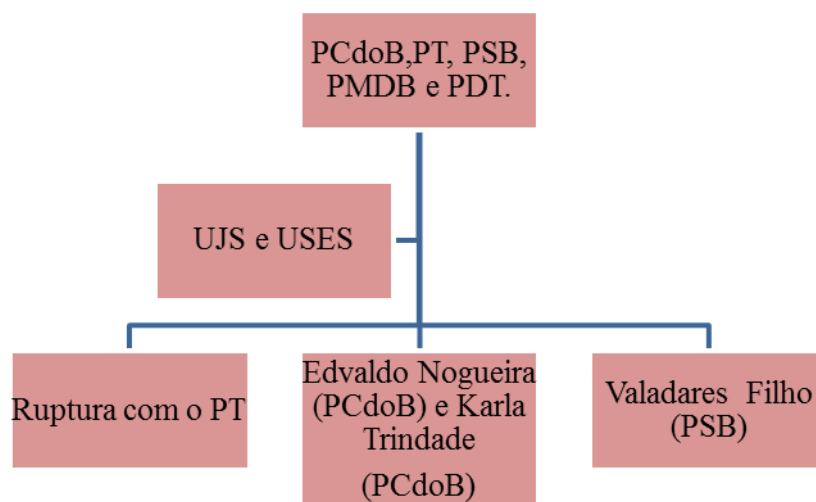 PCdoB,PT, PSB,
PMDB e PDT.
UJS e USES
Ruptura com o PT
Edvaldo Nogueira
(PCdoB) e Karla
Trindade
(PCdoB)
Valadares Filho
(PSB)